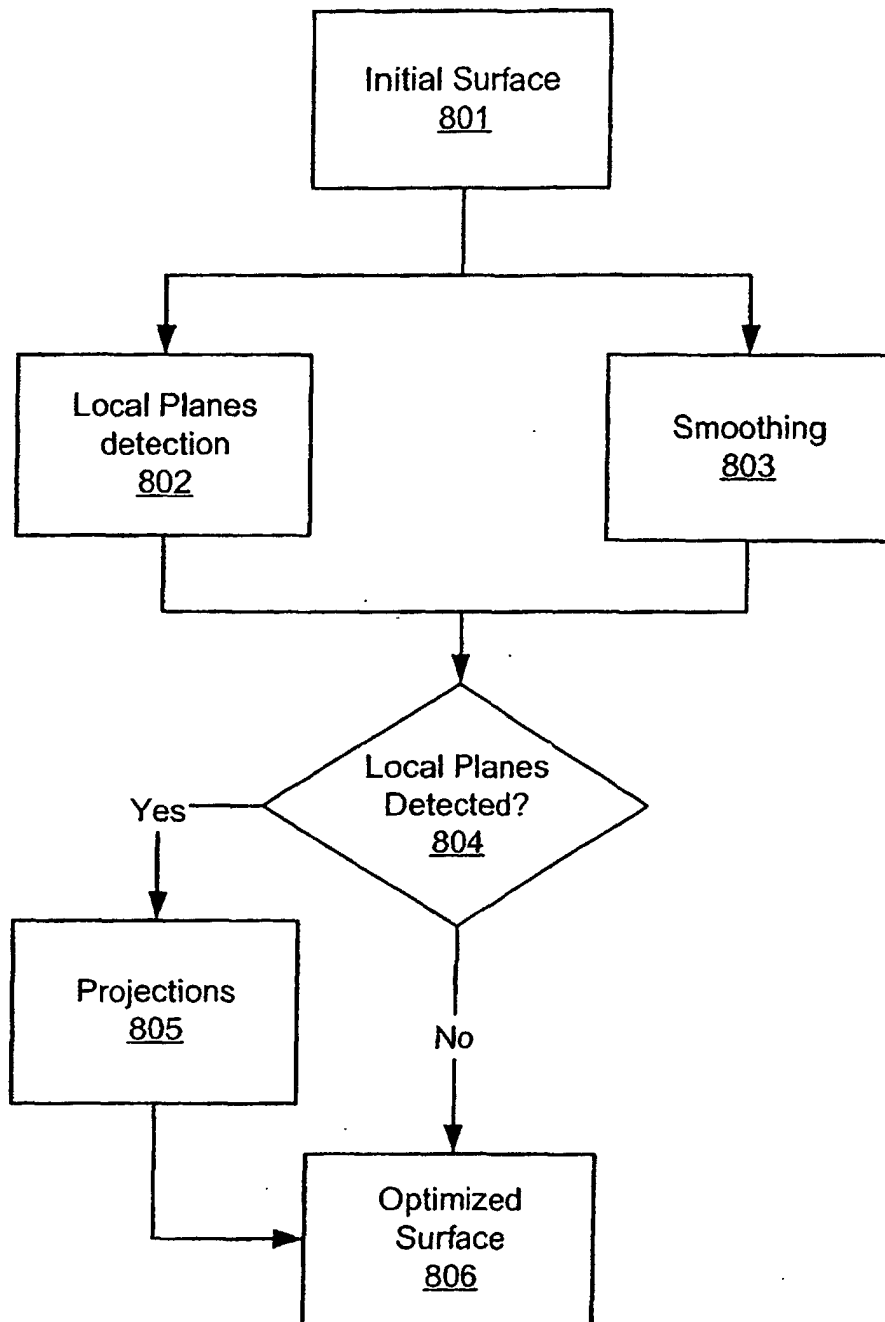 Initial Surface
801
Local Planes
detection
802
Smoothing
803
Local Planes
Detected?
804
Yes
Projections
805
No
Optimized
Surface
806